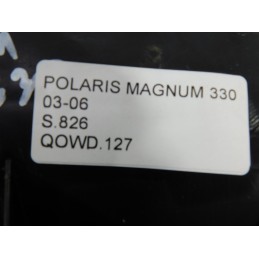 POLARIS MAGNUM 330
03-06
S.826
QOWD.127